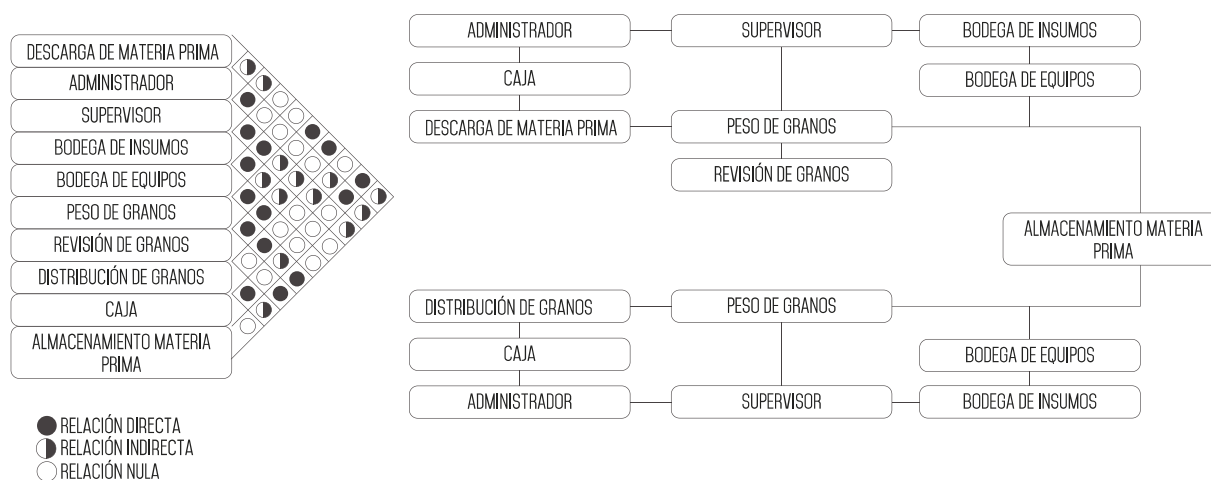 DESCARGA DE MATERIA PRIMA
ADMINISTRADOR
SUPERVISOR
BODEGA DE INSUMOS
BODEGA DE EQUIPOS
PESO DE GRANOS
REVISIÓN DE GRANOS
DISTRIBUCIÓN DE GRANOS
CAJA
ALMACENAMIENTO MATERIA
PRIMA
RELACIÓN DIRECTA
RELACIÓN INDIRECTA
RELACIÓN NULA
ADMINISTRADOR
SUPERVISOR
BODEGA DE INSUMOS
CAJA
BODEGA DE EQUIPOS
DESCARGA DE MATERIA PRIMA
PESO DE GRANOS
REVISIÓN DE GRANOS
ALMACENAMIENTO MATERIA
PRIMA
DISTRIBUCIÓN DE GRANOS
PESO DE GRANOS
CAJA
BODEGA DE EQUIPOS
ADMINISTRADOR
SUPERVISOR
BODEGA DE INSUMOS